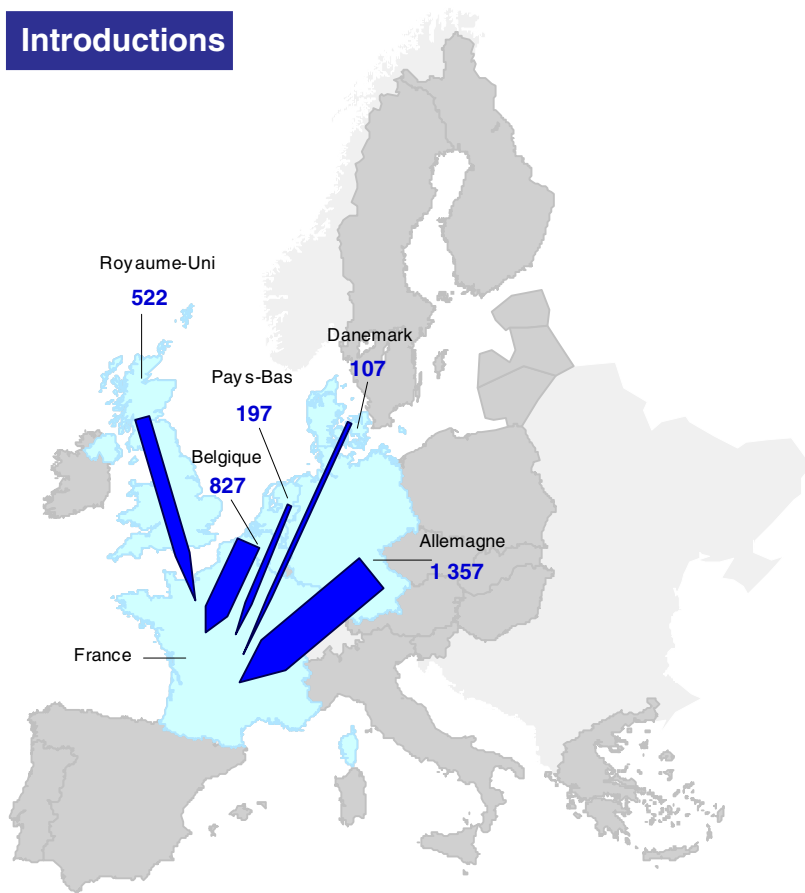 Introductions
Royaume-Uni
522
Danemark
107
Pays-Bas
197
Belgique
827
Allemagne
1 357
France